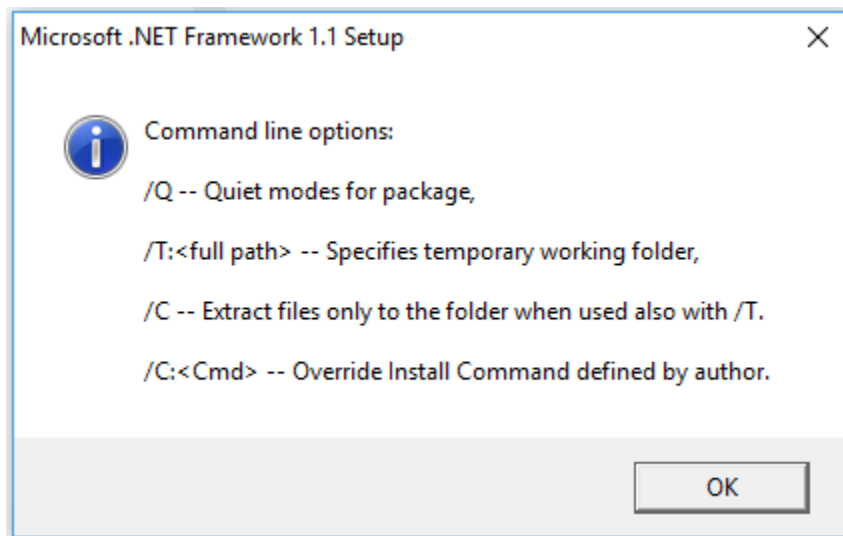 Microsoft .NET Framework 1.1 Setup
Command line options:
/Q -- Quiet modes for package,
/T:<full path> -- Specifies temporary working folder,
/C -- Extract files only to the folder when used also with /T.
/C:<Cmd> -- Override Install Command defined by author.
OK